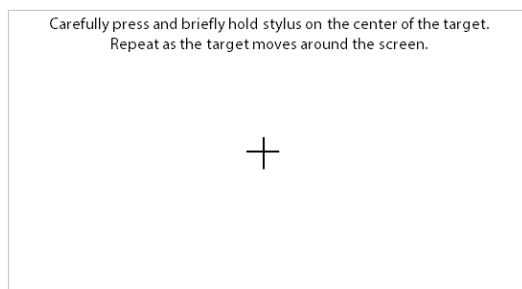 Carefully press and briefly hold stylus on the center of the target.
Repeat as the target moves around the screen.